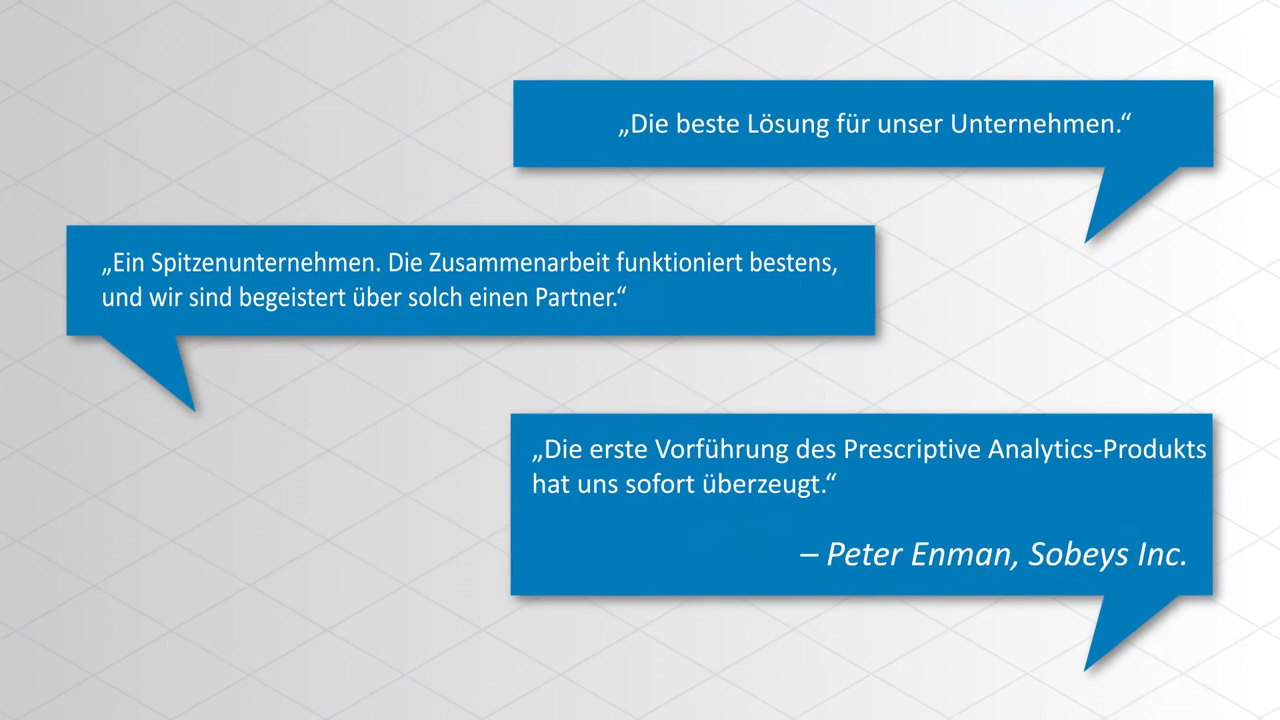 „Die beste Lösung für unser Unternehmen.“
„Ein Spitzenunternehmen. Die Zusammenarbeit funktioniert bestens,
und wir sind begeistert über solch einen Partner.“
„Die erste Vorführung des Prescriptive Analytics-Produkts
hat uns sofort überzeugt.“
– Peter Enman, Sobeys Inc.